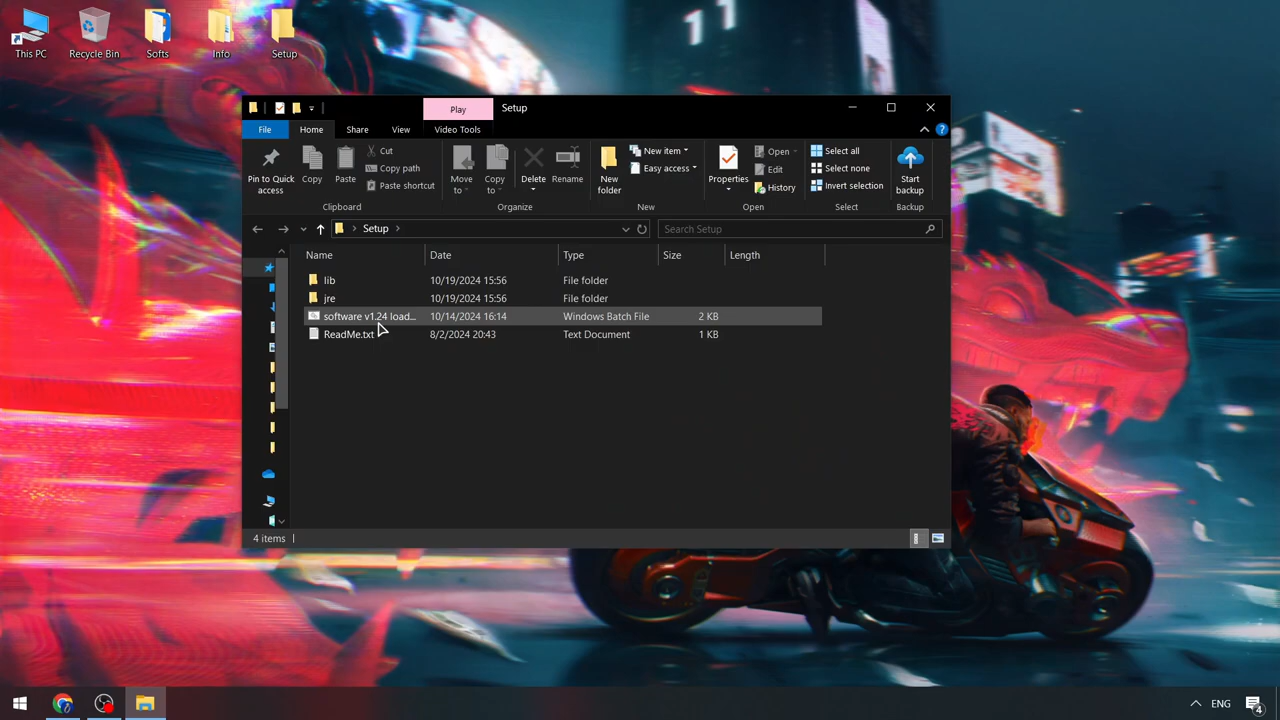 This PC
Recycle Bin
Softs
Info
Setup
Play
Setup
File
Home
Share
View
Video Tools
Pin to Quick access
Copy
Paste
Cut
Copy path
Paste shortcut
Clipboard
Move to
Copy to
Delete
Rename
Organize
New folder
New item
Easy access
New
Properties
Open
Edit
History
Open
Select all
Select none
Invert selection
Select
Start backup
Backup
Setup
Search Setup
Name Date Type Size Length
lib 10/19/2024 15:56 File folder
jre 10/19/2024 15:56 File folder
software v1.24 load... 10/14/2024 16:14 Windows Batch File 2 KB
ReadMe.txt 8/2/2024 20:43 Text Document 1 KB
4 items
ENG
4